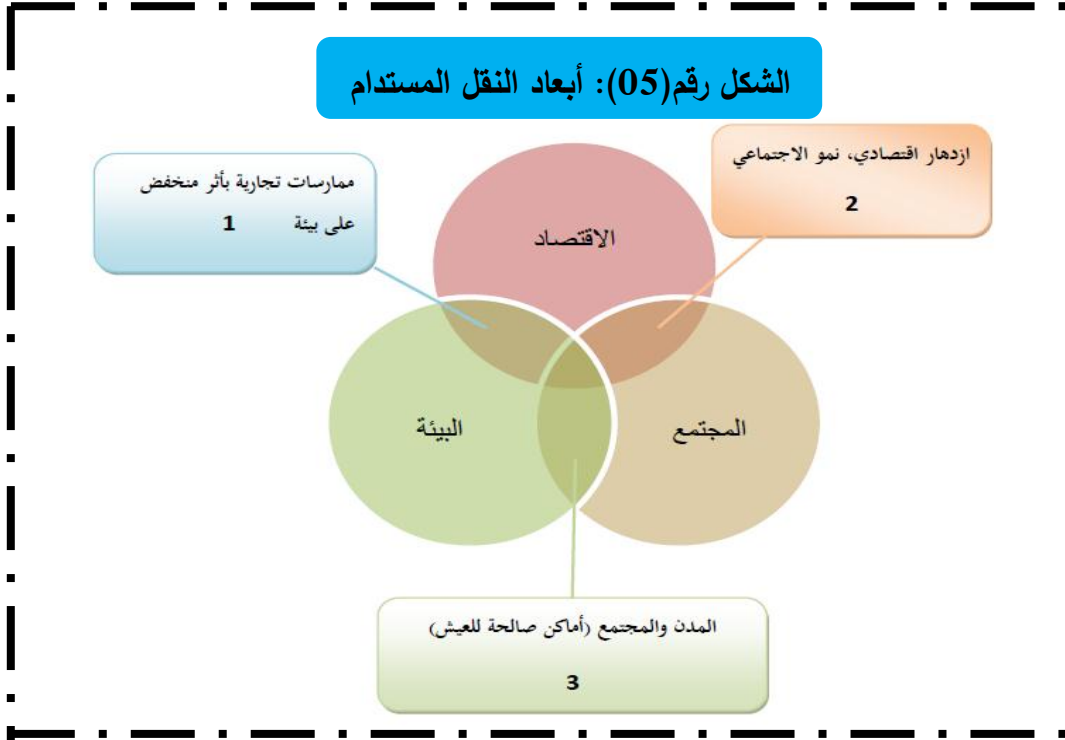 الشكل رقم(05): أبعاد النقل المستدام
ازدهار اقتصادي، نمو الاجتماعي
2
ممارسات تجارية بأثر منخفض
على بيئة 1
الاقتصاد
المجتمع
البيئة
المدن والمجتمع (أماكن صالحة للعيش)
3